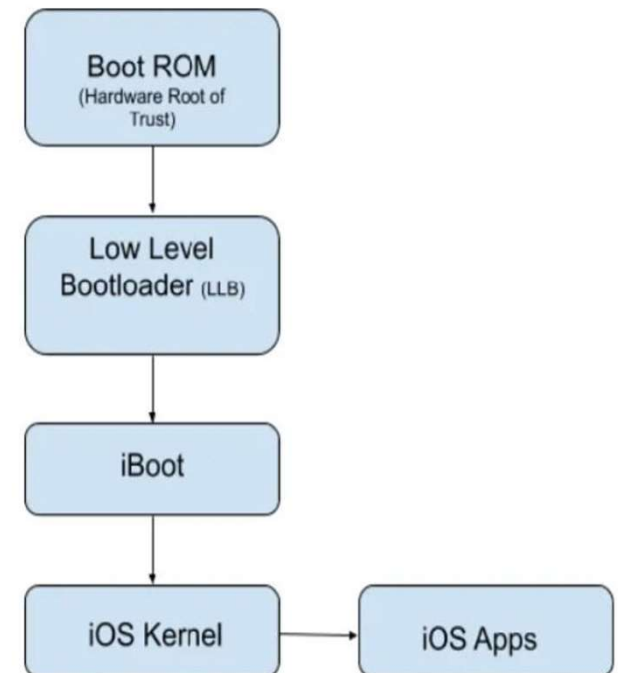 Boot ROM
(Hardware Root of
Trust)
Low Level
Bootloader (LLB)
iBoot
iOS Kernel
iOS Apps